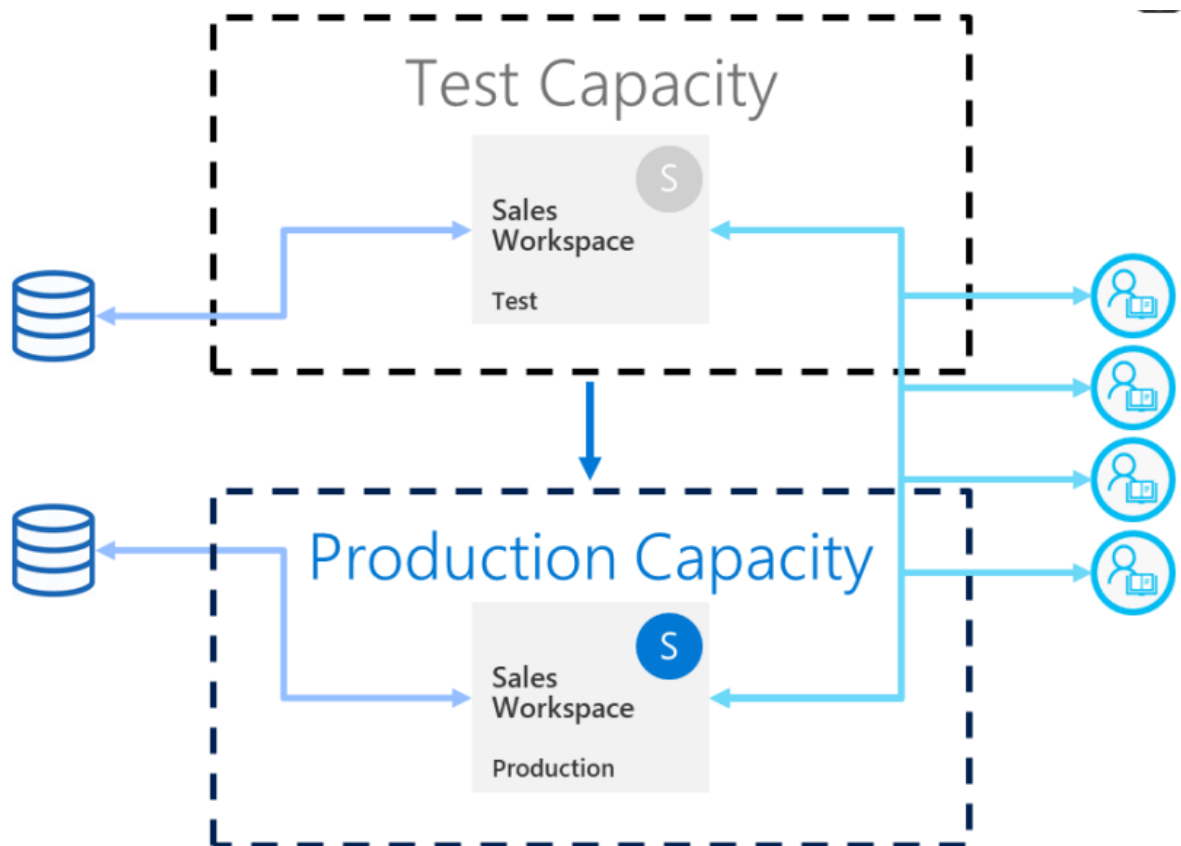 Test Capacity
S
Sales
Workspace
Test
Production Capacity
S
Sales
Workspace
Production